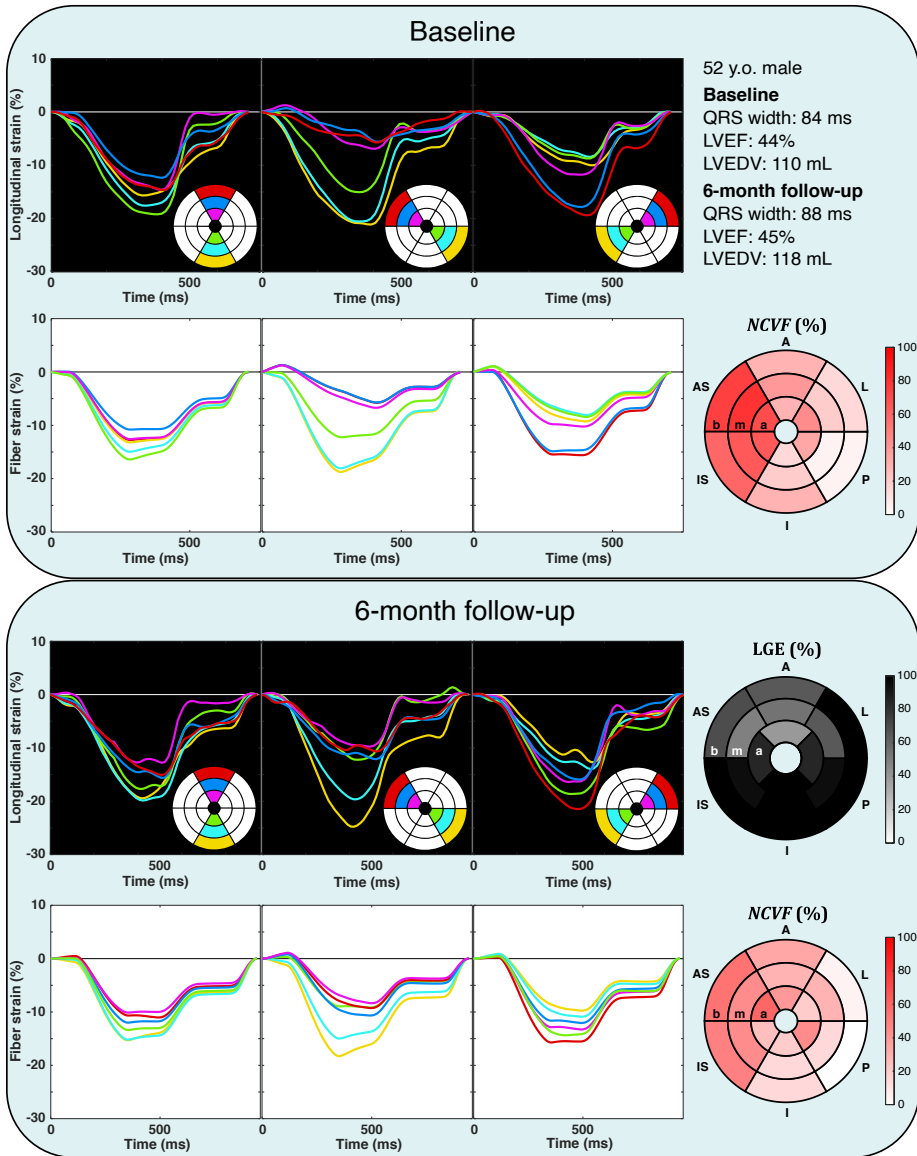 Baseline
10
0
-10
-20
-30
Longitudinal strain (%)
0
500
0
500
0
500
Time (ms)
Time (ms)
Time (ms)
52 y.o. male
Baseline
QRS width: 84 ms
LVEF: 44%
LVEDV: 110 mL
6-month follow-up
QRS width: 88 ms
LVEF: 45%
LVEDV: 118 mL
10
0
-10
-20
-30
Fiber strain (%)
0
500
0
500
0
500
Time (ms)
Time (ms)
Time (ms)
NCVF (%)
A
AS
L
b m a
IS
P
I
100
80
60
40
20
0
6-month follow-up
10
0
-10
-20
-30
Longitudinal strain (%)
0
500
0
500
0
500
Time (ms)
Time (ms)
Time (ms)
LGE (%)
A
AS
L
b m a
IS
P
I
100
80
60
40
20
0
10
0
-10
-20
-30
Fiber strain (%)
0
500
0
500
0
500
Time (ms)
Time (ms)
Time (ms)
NCVF (%)
A
AS
L
b m a
IS
P
I
100
80
60
40
20
0